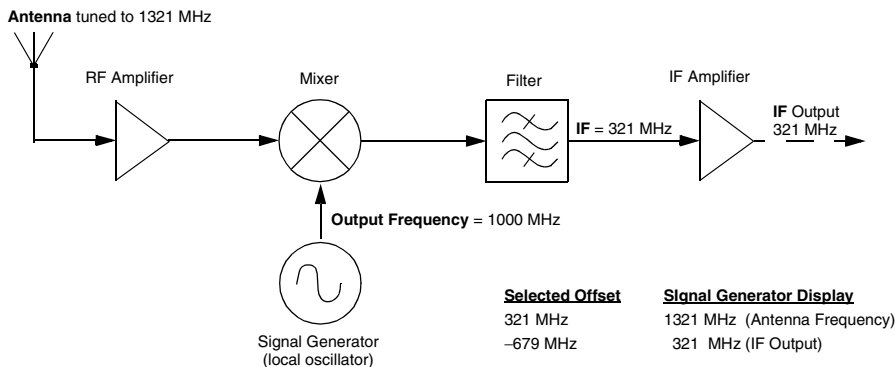 Antenna tuned to 1321 MHz
RF Amplifier
Mixer
Filter
IF Amplifier
IF = 321 MHz
IF Output
321 MHz
Output Frequency = 1000 MHz
Signal Generator
(local oscillator)
Selected Offset SIgnal Generator Display
321 MHz 1321 MHz (Antenna Frequency)
–679 MHz 321 MHz (IF Output)